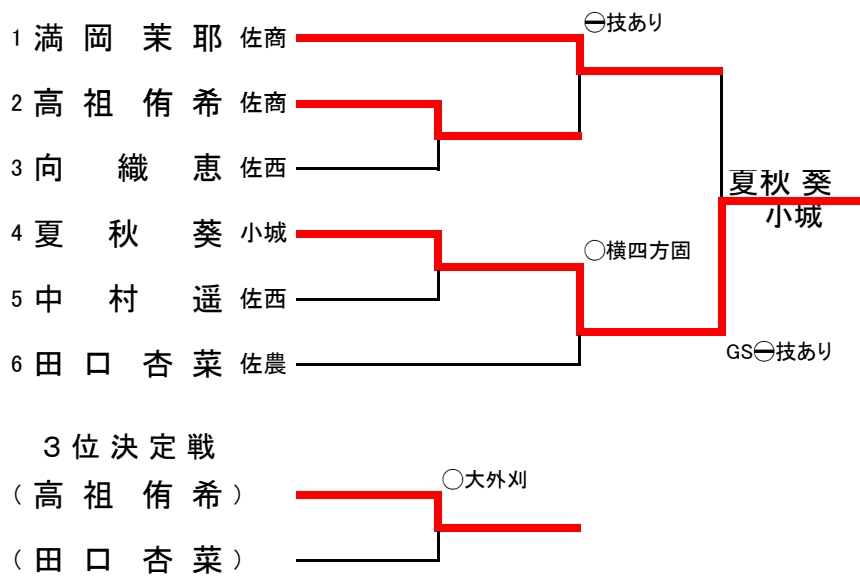 ⊖技あり
1 満岡茉耶 佐商
2 高祖侑希 佐商
3 向織恵 佐西
夏秋 葵
小城
4 夏秋葵 小城
○横四方固
5 中村遥 佐西
6 田口杏菜 佐農
GS⊖技あり
３位決定戦
(高祖侑希)
○大外刈
(田口杏菜)